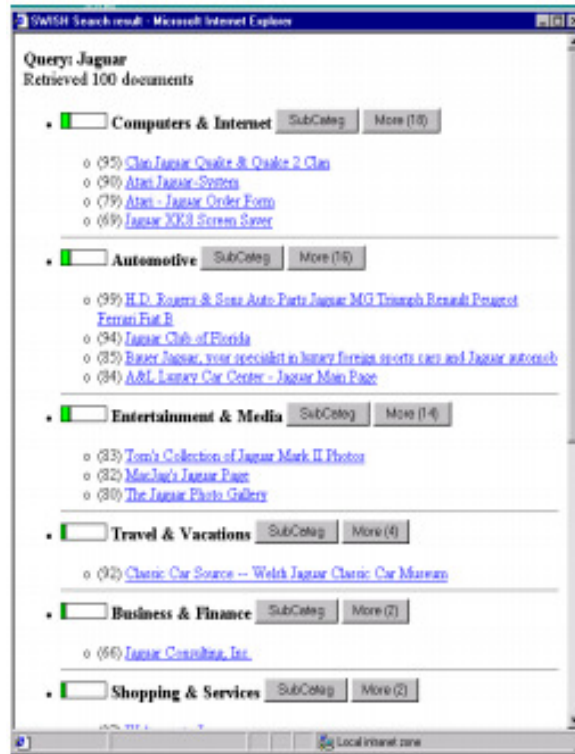 SWISH Search result - Microsoft Internet Explorer
Query: Jaguar
Retrieved 100 documents
Computers & Internet SubCateg More (18)
(95) Clan Jaguar Quake & Quake 2 Clan
(90) Atari Jaguar-System
(79) Atari - Jaguar Order Form
(69) Jaguar XK8 Screen Saver
Automotive SubCateg More (16)
(99) H.D. Rogers & Sons Auto Parts Jaguar MG Triumph Renault Peugeot
Ferrari Fiat B
(94) Jaguar Club of Florida
(85) Bauer Jaguar, your specialist in luxury foreign sports cars and Jaguar automob
(84) A&L Luxury Car Center - Jaguar Main Page
Entertainment & Media SubCateg More (14)
(83) Tom's Collection of Jaguar Mark II Photos
(82) MacJag's Jaguar Page
(80) The Jaguar Photo Gallery
Travel & Vacations SubCateg More (4)
(92) Classic Car Source -- Welsh Jaguar Classic Car Museum
Business & Finance SubCateg More (2)
(66) Jaguar Consulting, Inc.
Shopping & Services SubCateg More (2)
Local intranet zone